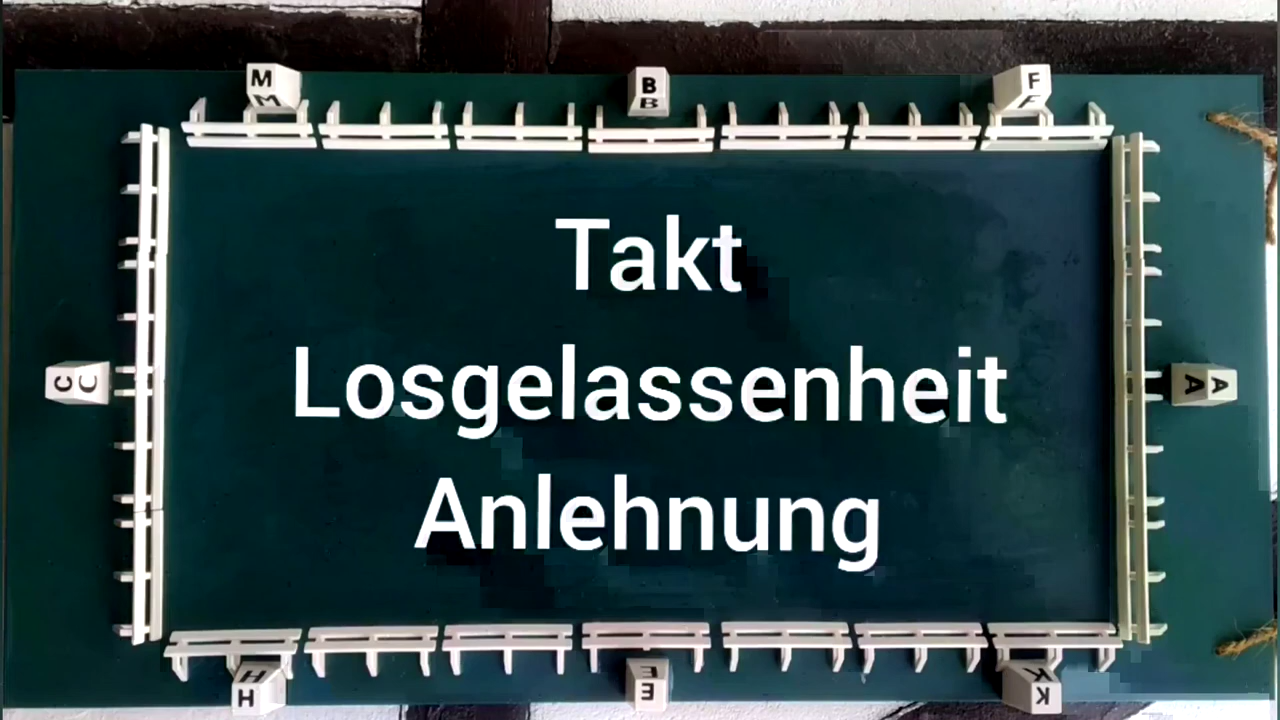 M B F
Takt
Losgelassenheit
C A
Anlehnung
H E K